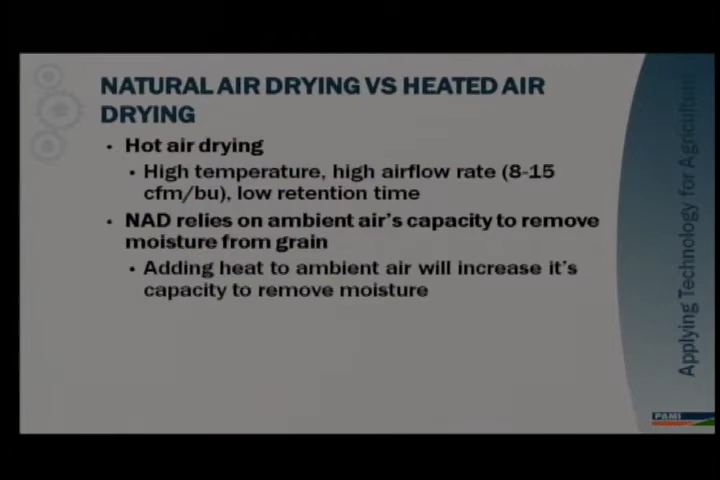 NATURAL AIR DRYING VS HEATED AIR
DRYING
• Hot air drying
• High temperature, high airflow rate (8-15
cfm/bu), low retention time
• NAD relies on ambient air's capacity to remove
moisture from grain
• Adding heat to ambient air will increase it's
capacity to remove moisture
Applying Technology for Agriculture
PAMI